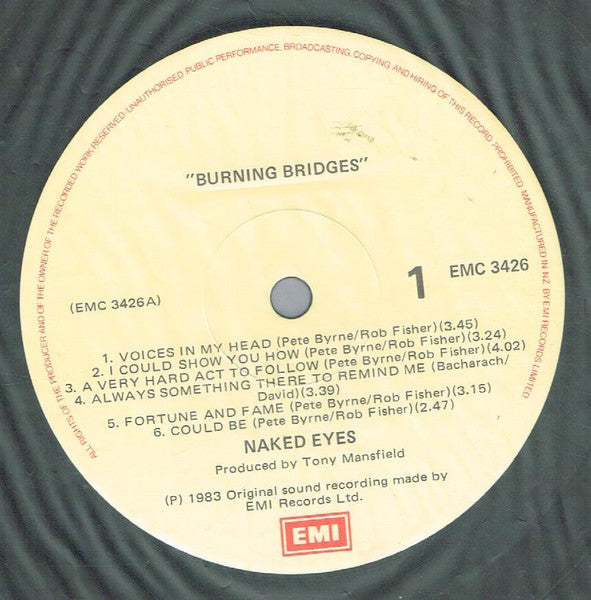 ALL RIGHTS OF THE PRODUCER AND OF THE OWNER OF THE RECORDED WORK RESERVED·UNAUTHORISED PUBLIC PERFORMANCE, BROADCASTING, COPYING AND HIRING OF THIS RECORD PROHIBITED MANUFACTURED IN N.Z. BY EMI RECORDS LIMITED
"BURNING BRIDGES"
1 EMC 3426
(EMC 3426A)
1. VOICES IN MY HEAD (Pete Byrne/Rob Fisher)(3.45)
2. I COULD SHOW YOU HOW (Pete Byrne/Rob Fisher)(3.24)
3. A VERY HARD ACT TO FOLLOW (Pete Byrne/Rob Fisher)(4.02)
4. ALWAYS SOMETHING THERE TO REMIND ME (Bacharach/
David)(3.39)
5. FORTUNE AND FAME (Pete Byrne/Rob Fisher)(3.15)
6. COULD BE (Pete Byrne/Rob Fisher)(2.47)
NAKED EYES
Produced by Tony Mansfield
(P) 1983 Original sound recording made by
EMI Records Ltd.
EMI